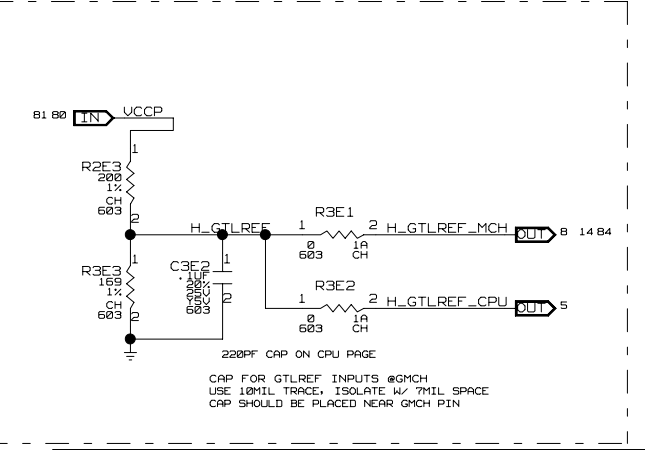 81 80 IN VCCP
1
R2E3
200
1%
CH
603
2
H_GTLREF
R3E1
1 2 H_GTLREF_MCH OUT 8 14 84
0 1A
603 CH
1
R3E3
169
1%
CH
603
2
C3E2 1
.1UF
20%
25V
Y5V 2
603
R3E2
1 2 H_GTLREF_CPU OUT 5
0 1A
603 CH
220PF CAP ON CPU PAGE
CAP FOR GTLREF INPUTS @GMCH
USE 10MIL TRACE, ISOLATE W/ 7MIL SPACE
CAP SHOULD BE PLACED NEAR GMCH PIN